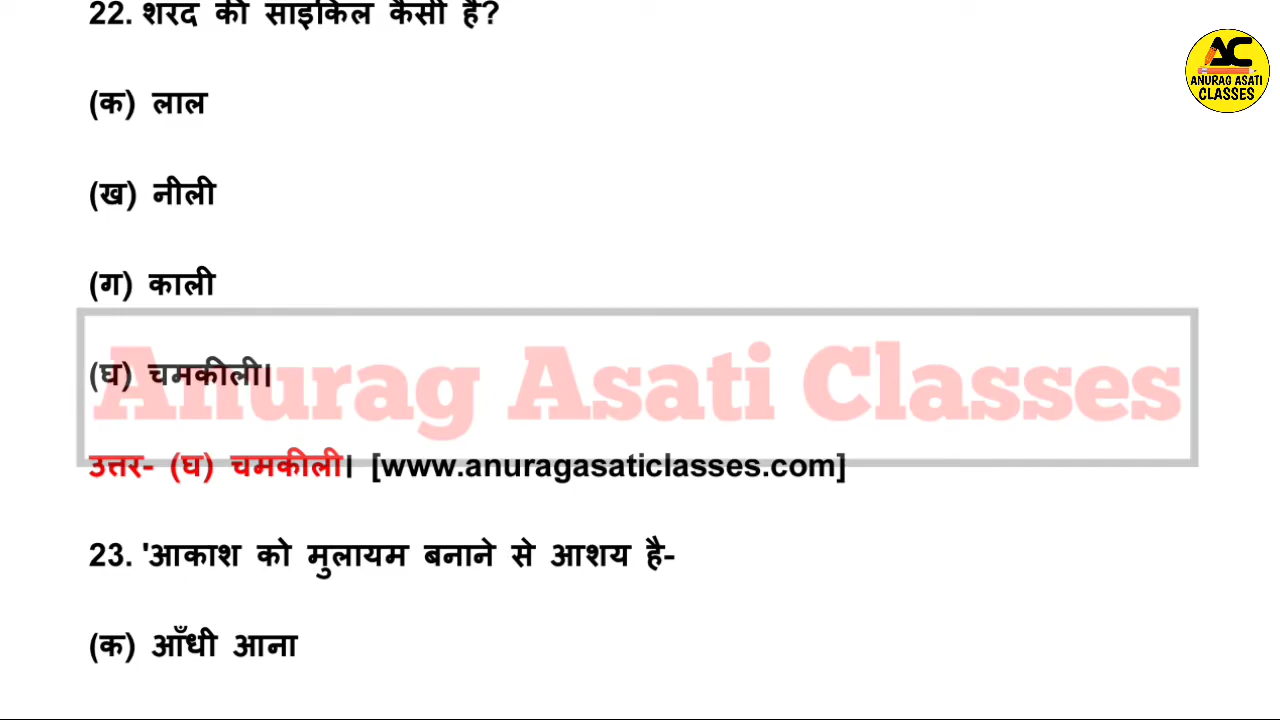 22. शरद की साइकिल कैसी है?
AC
ANURAG ASATI
CLASSES
(क) लाल
(ख) नीली
(ग) काली
(घ) चमकीली।
Anurag Asati Classes
उत्तर- (घ) चमकीली। [www.anuragasaticlasses.com]
23. 'आकाश को मुलायम बनाने से आशय है-
(क) आँधी आना